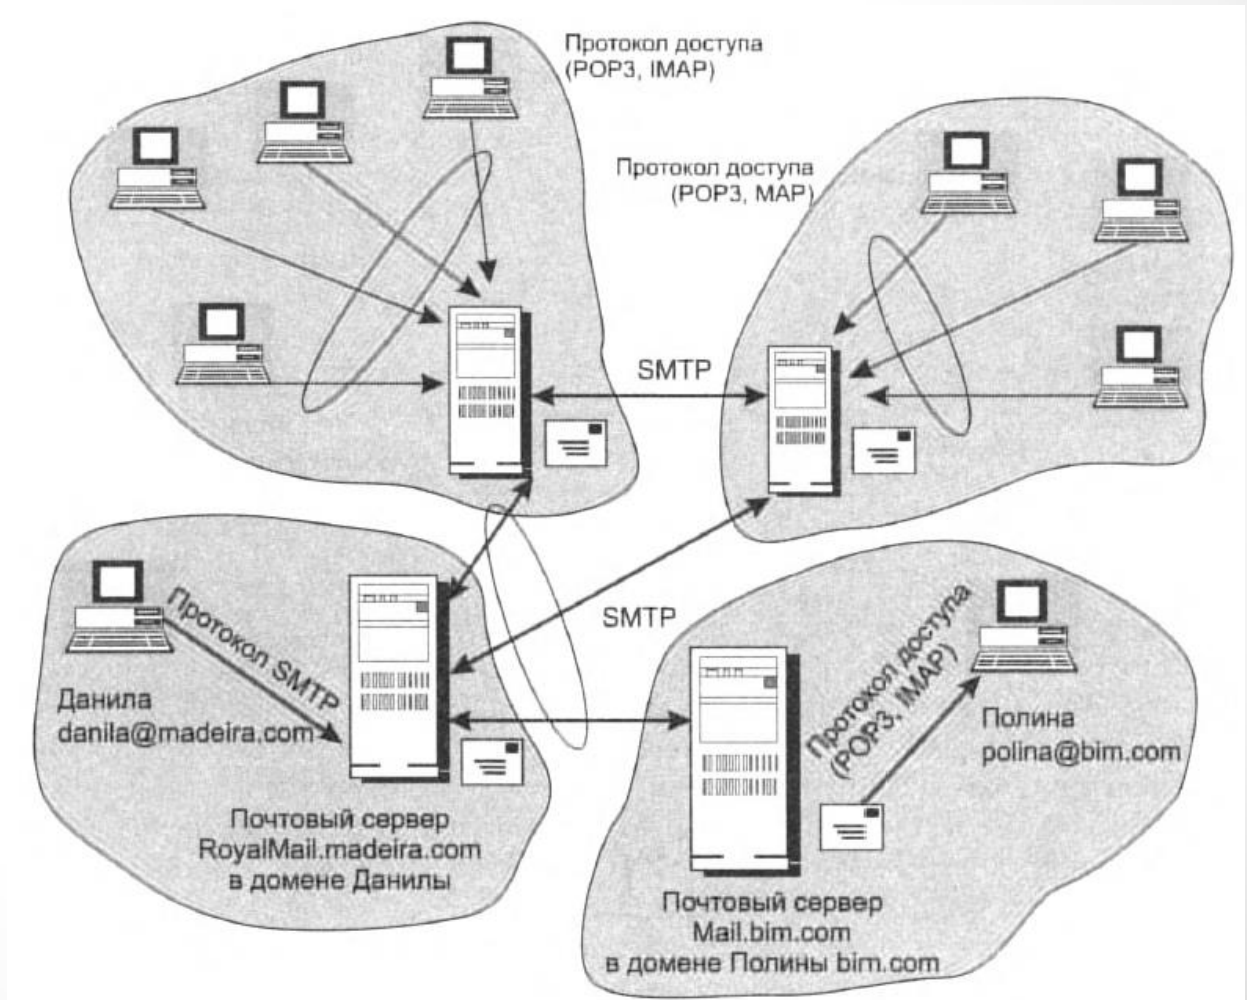 Протокол доступа
(POP3, IMAP)
Протокол доступа
(POP3, MAP)
SMTP
SMTP
Протокол SMTP
Данила
danila@madeira.com
Почтовый сервер
RoyalMail.madeira.com
в домене Данилы
Протокол доступа
(POP3, IMAP)
Полина
polina@bim.com
Почтовый сервер
Mail.bim.com
в домене Полины bim.com